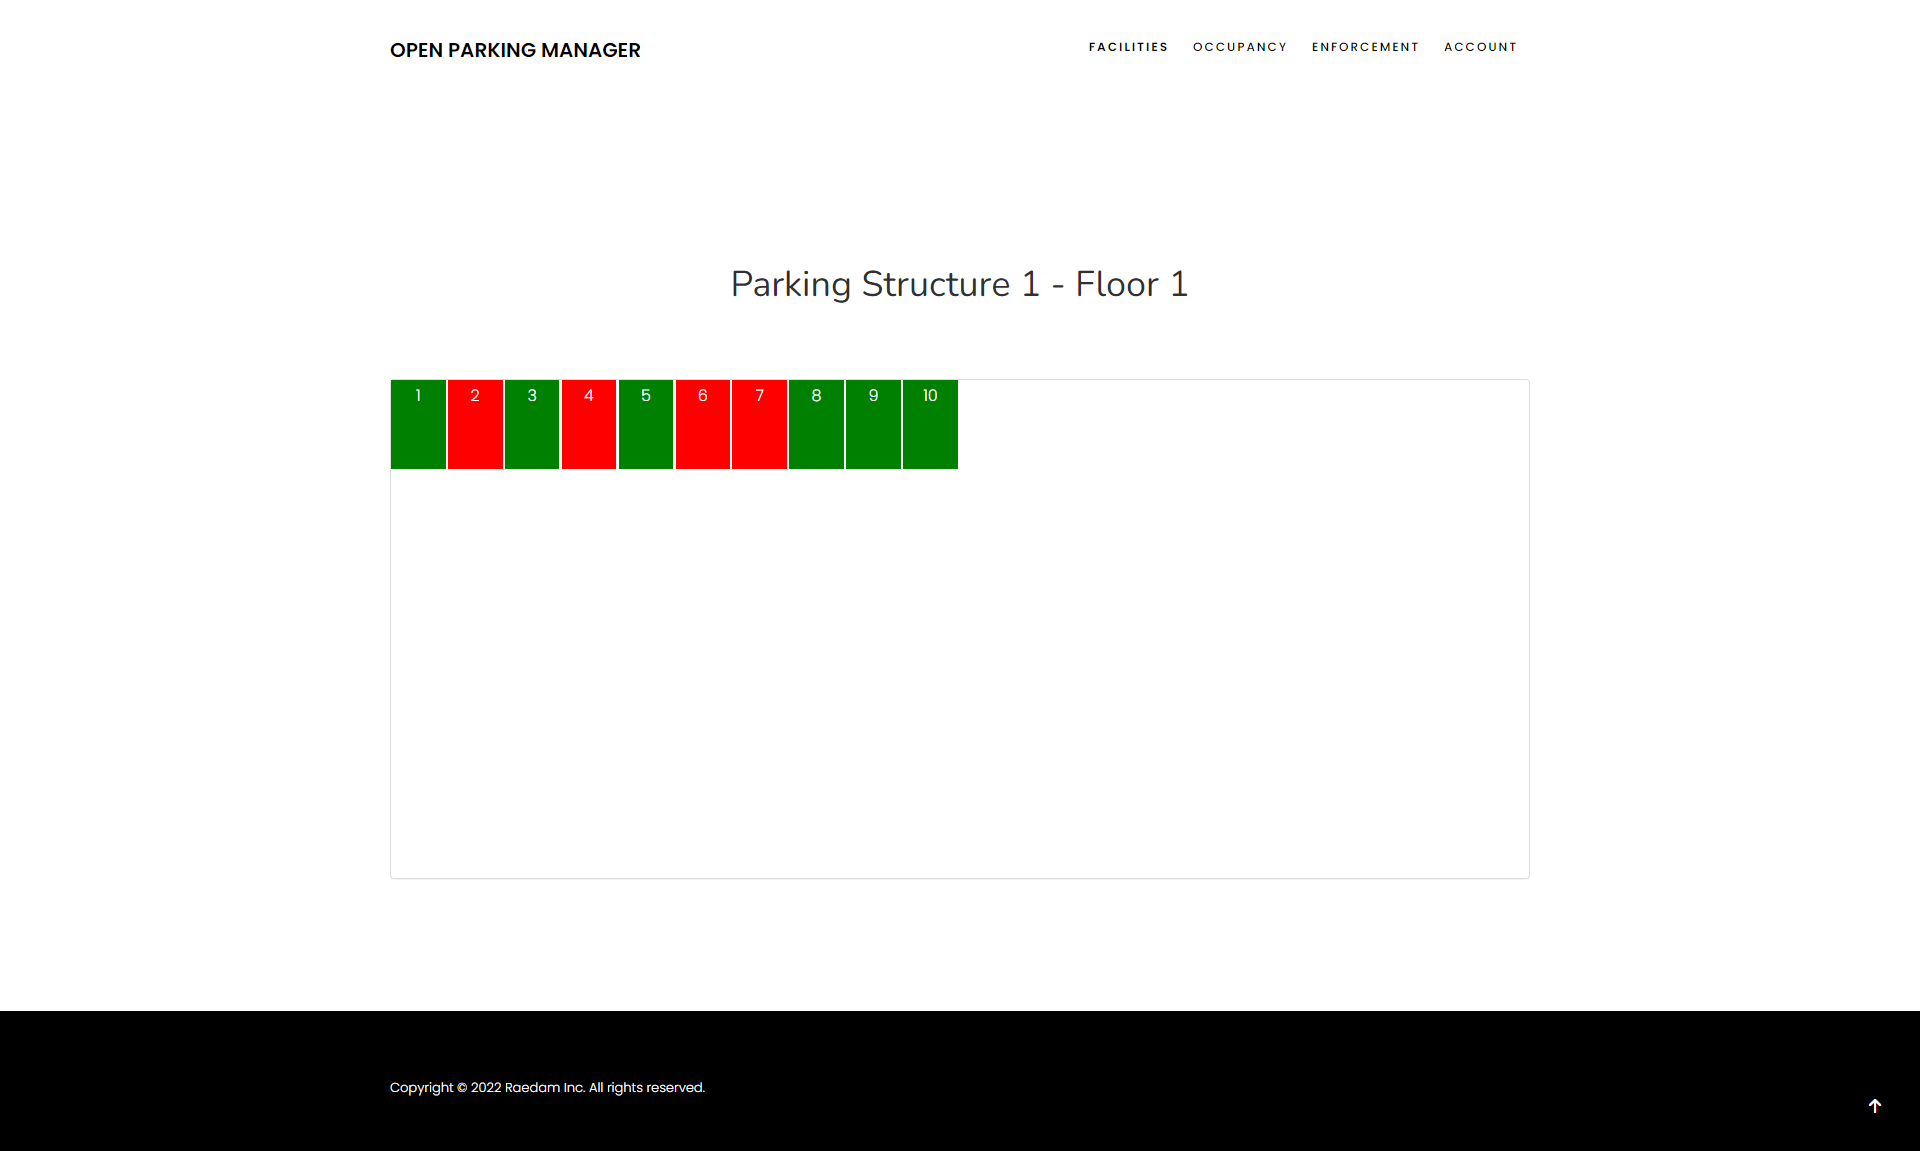 OPEN PARKING MANAGER
FACILITIES OCCUPANCY ENFORCEMENT ACCOUNT
Parking Structure 1 - Floor 1
1 2 3 4 5 6 7 8 9 10
Copyright © 2022 Raedam Inc. All rights reserved.